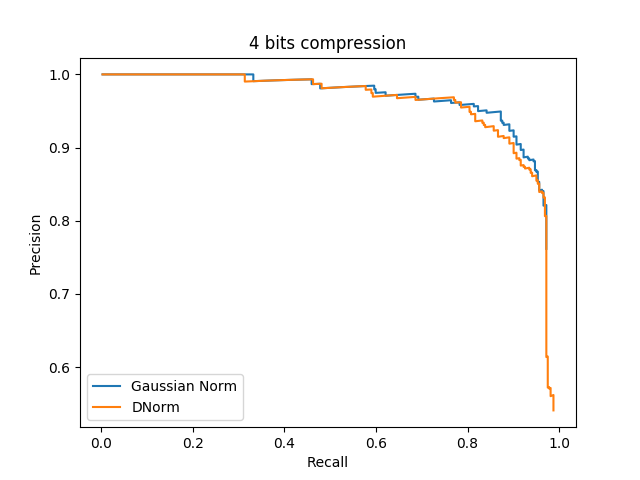 4 bits compression
1.0
0.9
0.8
0.7
0.6
Precision
Gaussian Norm
DNorm
0.0 0.2 0.4 0.6 0.8 1.0
Recall